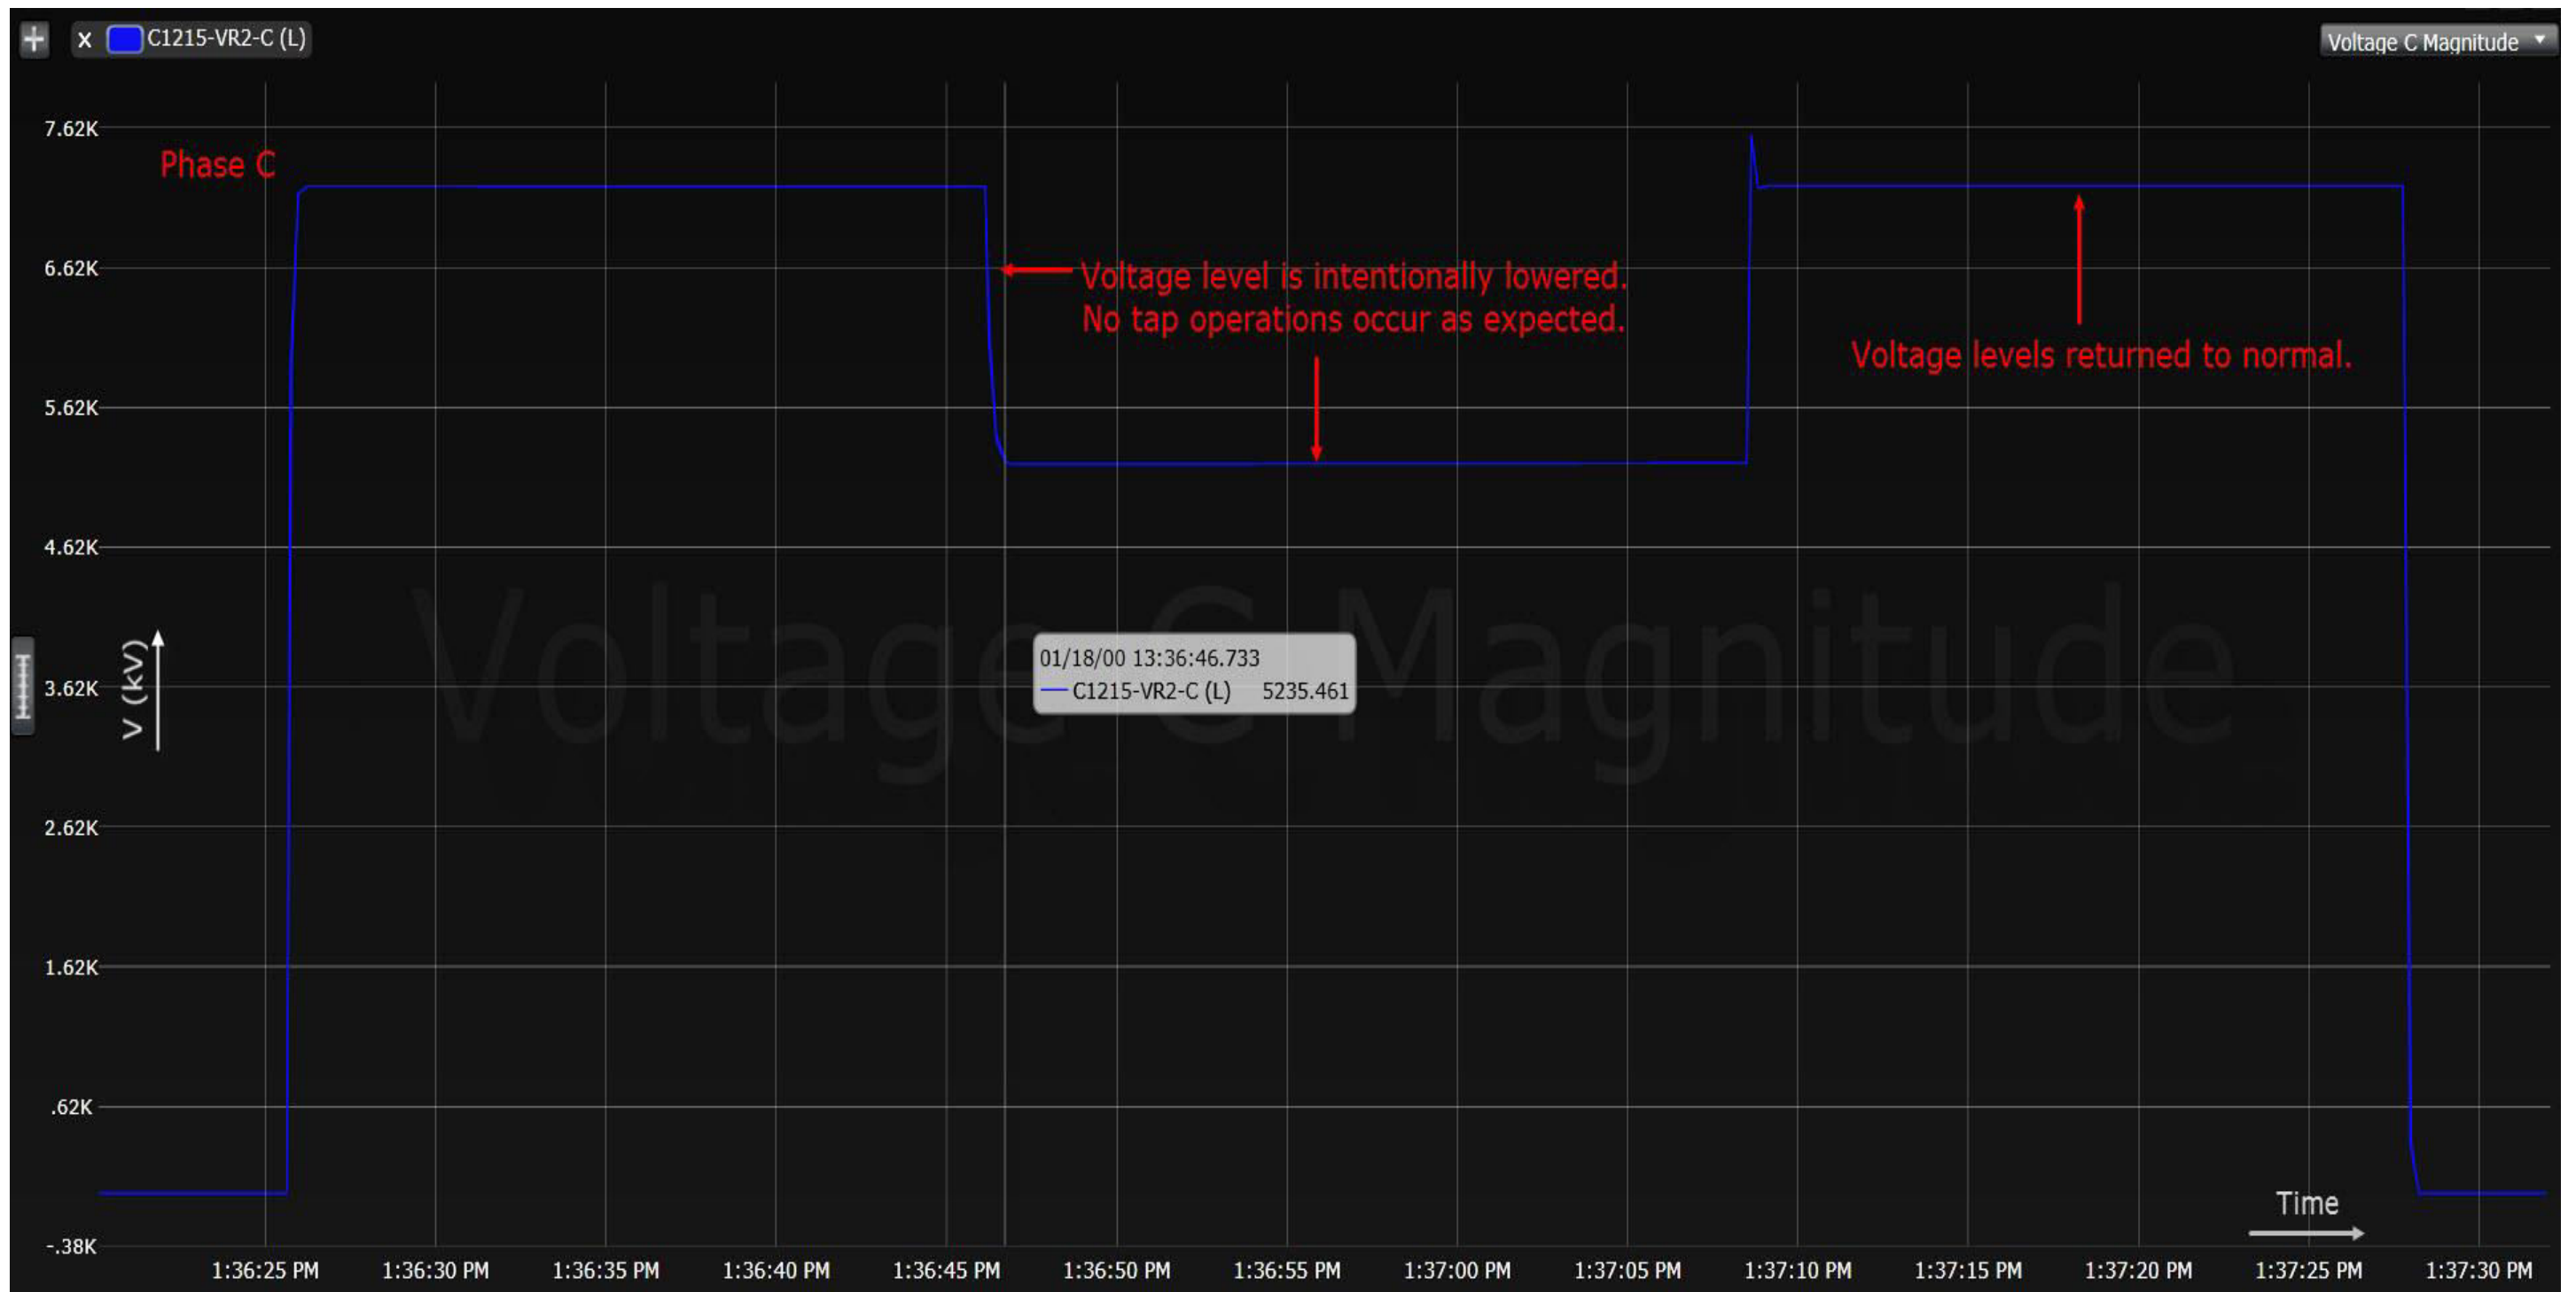 X C1215-VR2-C (L)
Voltage C Magnitude
7.62K
Phase C
6.62K
Voltage level is intentionally lowered.
No tap operations occur as expected.
Voltage levels returned to normal.
5.62K
4.62K
Voltage C Magnitude
01/18/00 13:36:46.733
C1215-VR2-C (L) 5235.461
3.62K
V (kV)
2.62K
1.62K
.62K
Time
-.38K
1:36:25 PM 1:36:30 PM 1:36:35 PM 1:36:40 PM 1:36:45 PM 1:36:50 PM 1:36:55 PM 1:37:00 PM 1:37:05 PM 1:37:10 PM 1:37:15 PM 1:37:20 PM 1:37:25 PM 1:37:30 PM